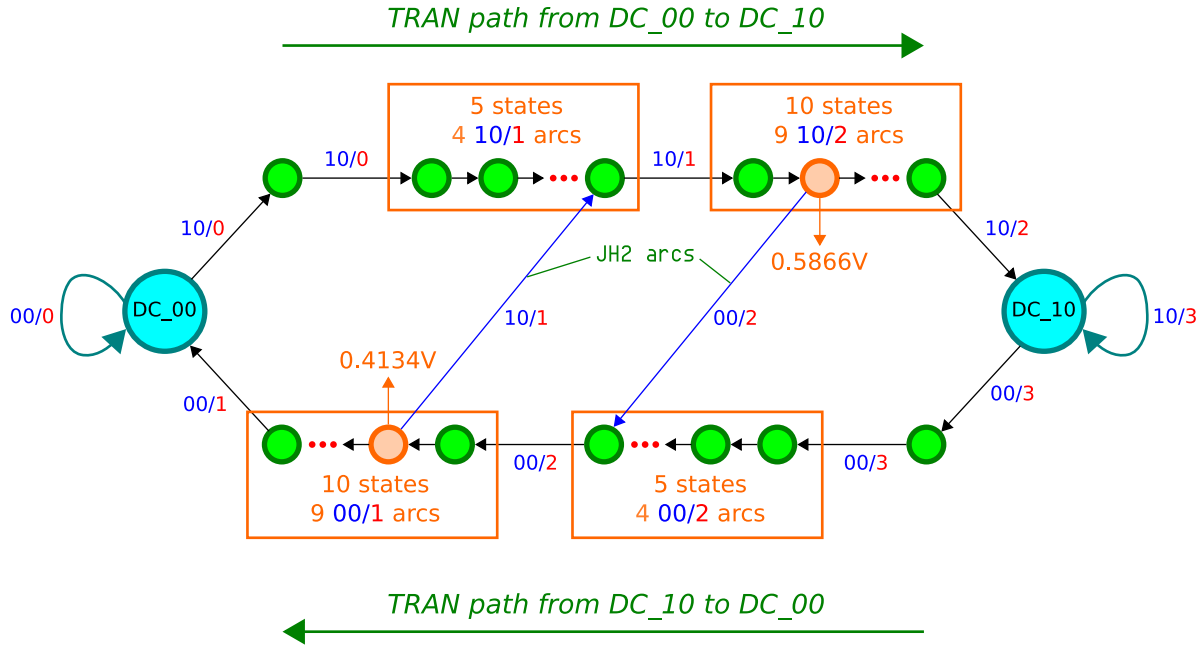 TRAN path from DC_00 to DC_10
5 states
4 10/1 arcs
10 states
9 10/2 arcs
10/0
10/1
10/0
10/2
JH2 arcs
0.5866V
DC_00
DC_10
00/0
10/1
00/2
10/3
0.4134V
00/1
00/3
00/2
00/3
10 states
9 00/1 arcs
5 states
4 00/2 arcs
TRAN path from DC_10 to DC_00